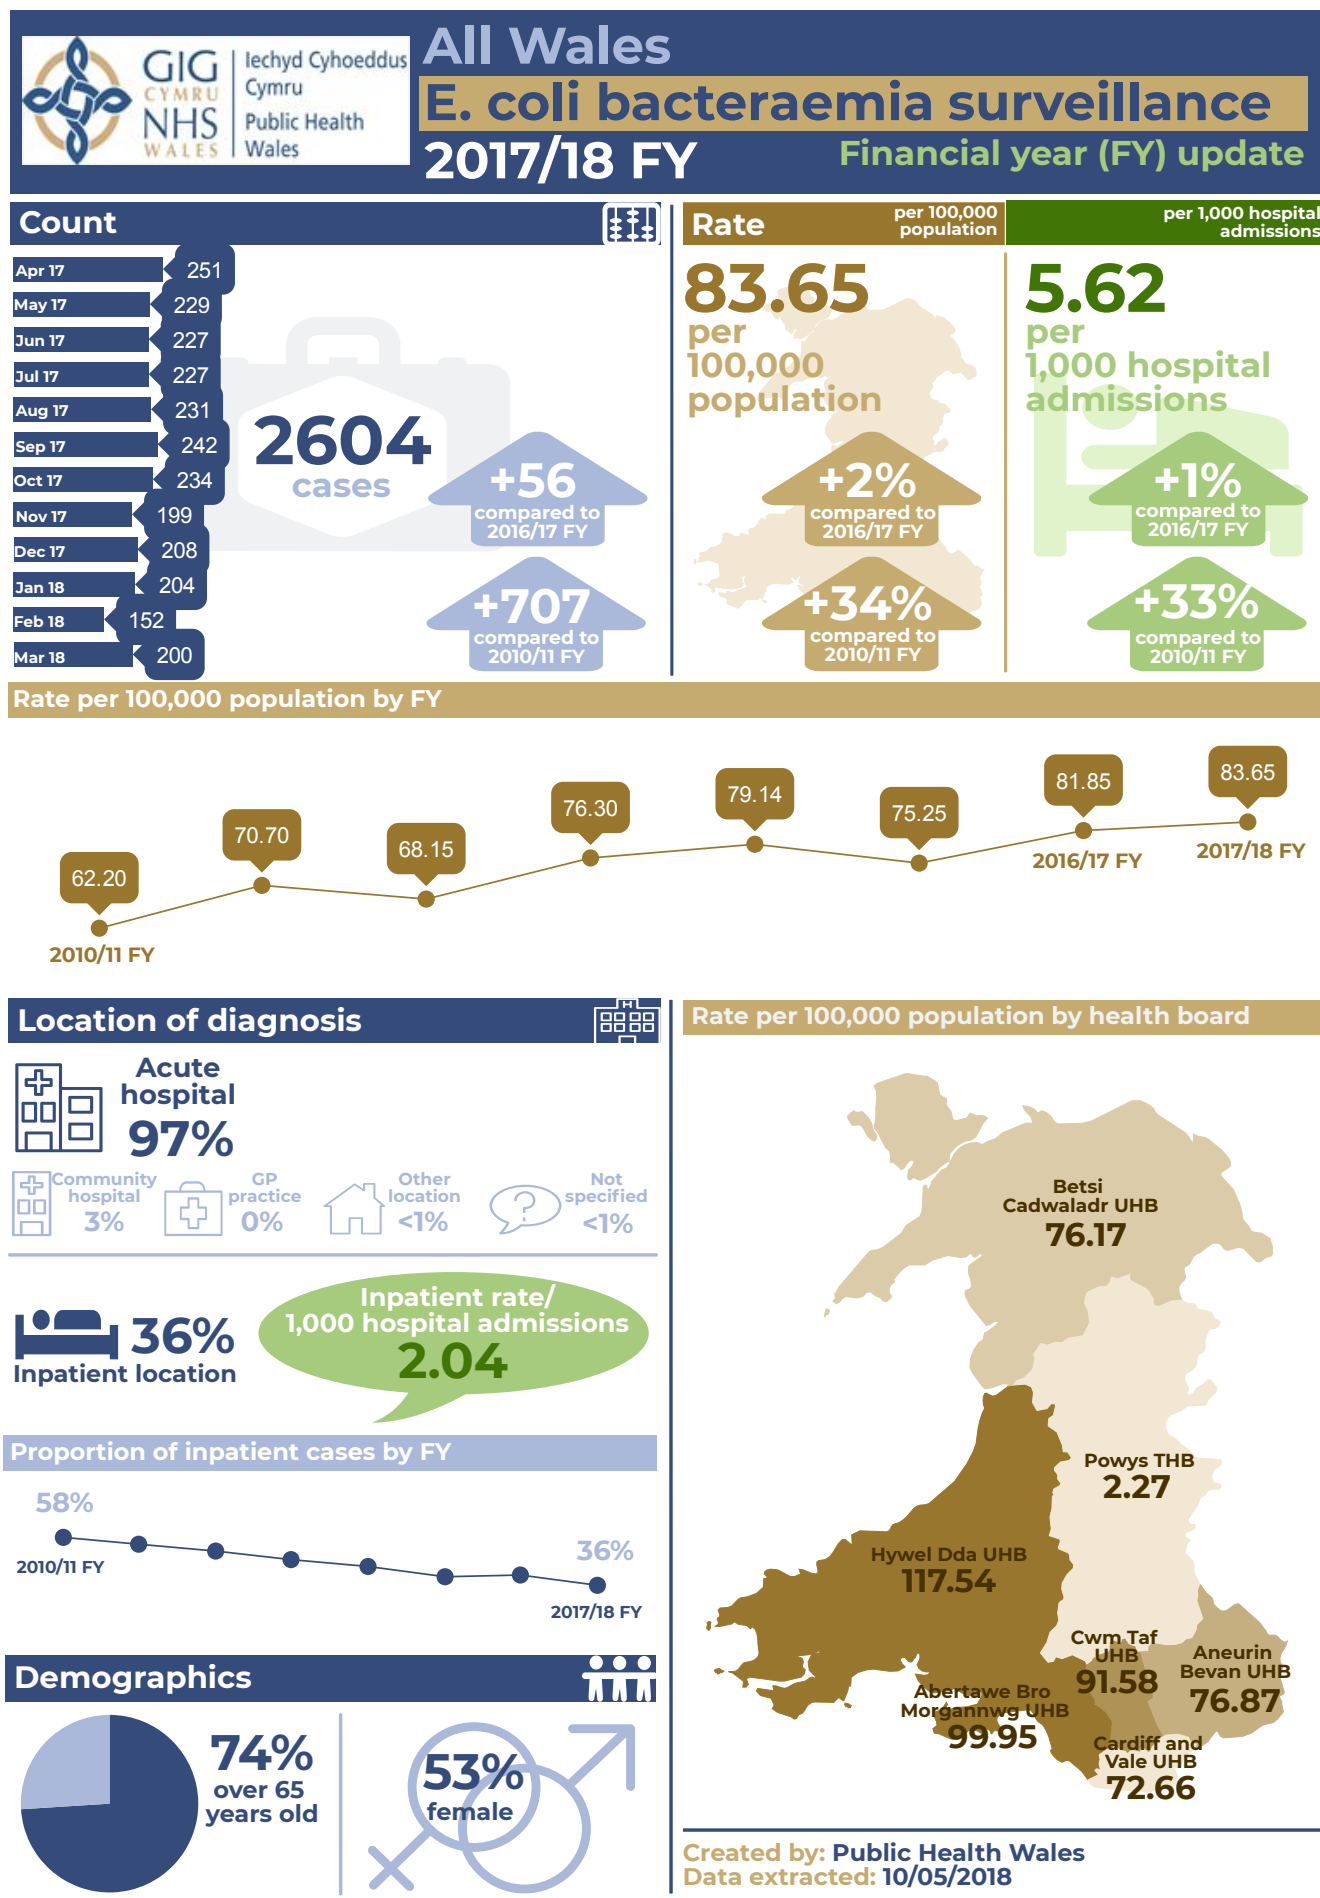 GIG
CYMRU
NHS
WALES
Iechyd Cyhoeddus
Cymru
Public Health
Wales
All Wales
E. coli bacteraemia surveillance
2017/18 FY
Financial year (FY) update
Count
Apr 17 251
May 17 229
Jun 17 227
Jul 17 227
Aug 17 231
Sep 17 242
Oct 17 234
Nov 17 199
Dec 17 208
Jan 18 204
Feb 18 152
Mar 18 200
2604
cases
+56
compared to
2016/17 FY
+707
compared to
2010/11 FY
Rate
per 100,000
population
83.65
per
100,000
population
+2%
compared to
2016/17 FY
+34%
compared to
2010/11 FY
per 1,000 hospital
admissions
5.62
per
1,000 hospital
admissions
+1%
compared to
2016/17 FY
+33%
compared to
2010/11 FY
Rate per 100,000 population by FY
62.20
70.70
68.15
76.30
79.14
75.25
81.85
83.65
2010/11 FY
2016/17 FY
2017/18 FY
Location of diagnosis
H
Acute
hospital
97%
Community
hospital
3%
GP
practice
0%
Other
location
<1%
?
Not
specified
<1%
36%
Inpatient location
Inpatient rate/
1,000 hospital admissions
2.04
Proportion of inpatient cases by FY
58%
2010/11 FY
36%
2017/18 FY
Demographics
74%
over 65
years old
53%
female
Rate per 100,000 population by health board
Betsi
Cadwaladr UHB
76.17
Powys THB
2.27
Hywel Dda UHB
117.54
Cwm Taf
UHB
91.58
Aneurin
Bevan UHB
76.87
Abertawe Bro
Morgannwg UHB
99.95
Cardiff and
Vale UHB
72.66
Created by: Public Health Wales
Data extracted: 10/05/2018